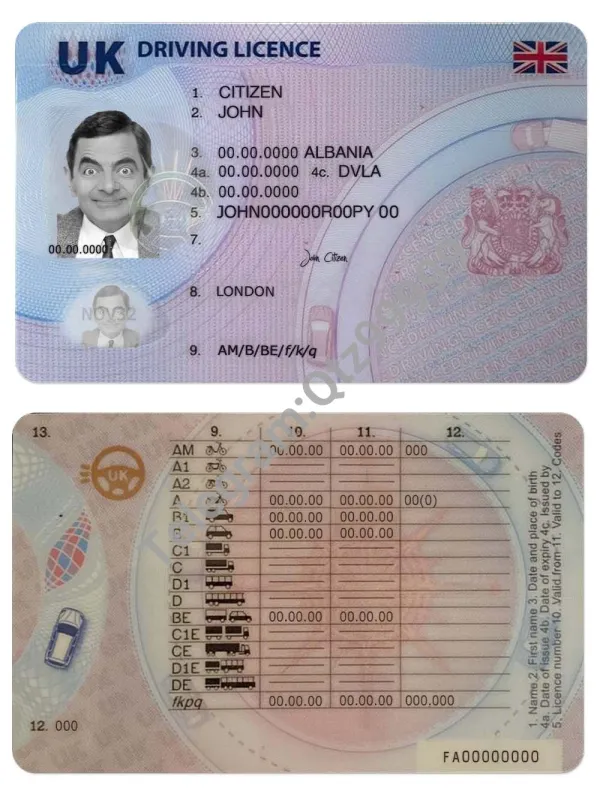 UK DRIVING LICENCE
1. CITIZEN
2. JOHN
3. 00.00.0000 ALBANIA
4a. 00.00.0000 4c. DVLA
4b. 00.00.0000
5. JOHN000000R00PY 00
00.00.0000
7.
John Citizen
NOV32
8. LONDON
9. AM/B/BE/f/k/q
13.
9. 10. 11. 12.
UK
AM 00.00.00 00.00.00 000
A1
A2
A 00.00.00 00.00.00 00(0)
B1 00.00.00 00.00.00
B 00.00.00 00.00.00
C1
C
D1
D
BE 00.00.00 00.00.00
C1E
CE
D1E
DE
fkpq 00.00.00 00.00.00 000.000
12. 000
1. Name 2. First name 3. Date and place of birth
4a. Date of issue 4b. Date of expiry 4c. Issued by
5. Licence number 10. Valid from 11. Valid to 12. Codes
FA00000000